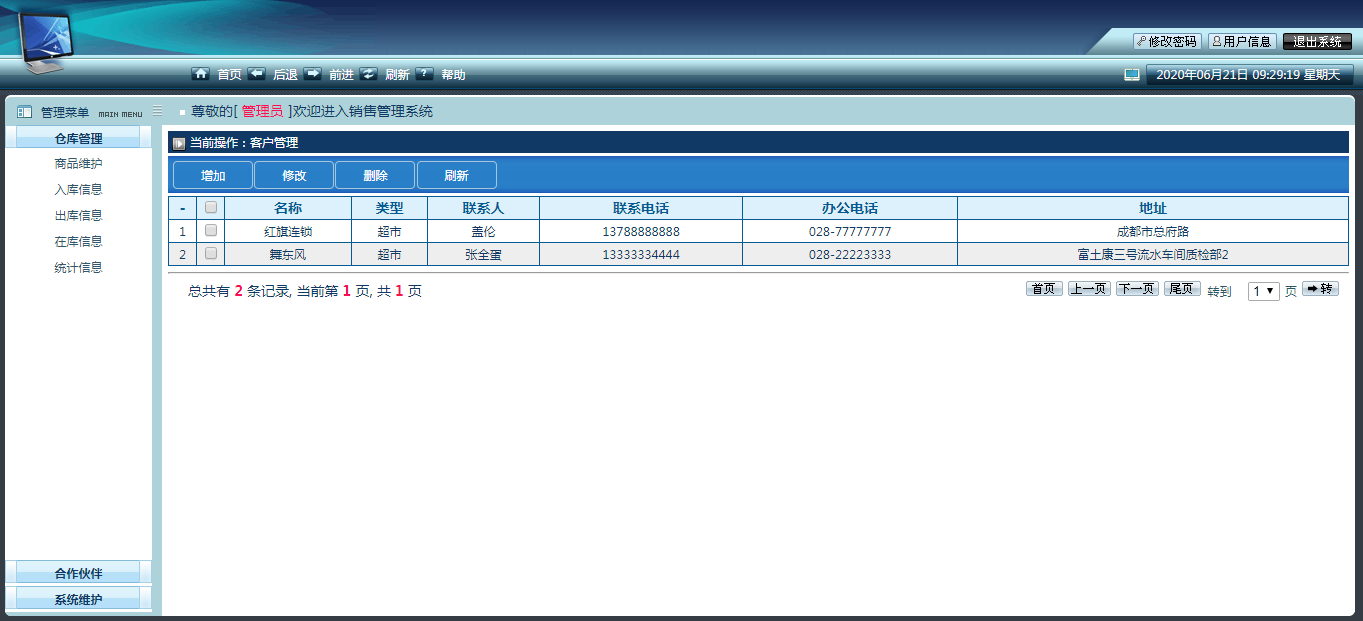 修改密码 用户信息 退出系统
首页 后退 前进 刷新 ? 帮助 2020年06月21日 09:29:19 星期天
管理菜单 MAIN MENU 尊敬的[ 管理员 ]欢迎进入销售管理系统
仓库管理
商品维护
入库信息
出库信息
在库信息
统计信息
合作伙伴
系统维护
当前操作：客户管理
增加 修改 删除 刷新
- 名称 类型 联系人 联系电话 办公电话 地址
1 红旗连锁 超市 盖伦 13788888888 028-77777777 成都市总府路
2 舞东风 超市 张全蛋 13333334444 028-22223333 富士康三号流水车间质检部2
总共有 2 条记录, 当前第 1 页, 共 1 页 首页 上一页 下一页 尾页 转到 1 页 转